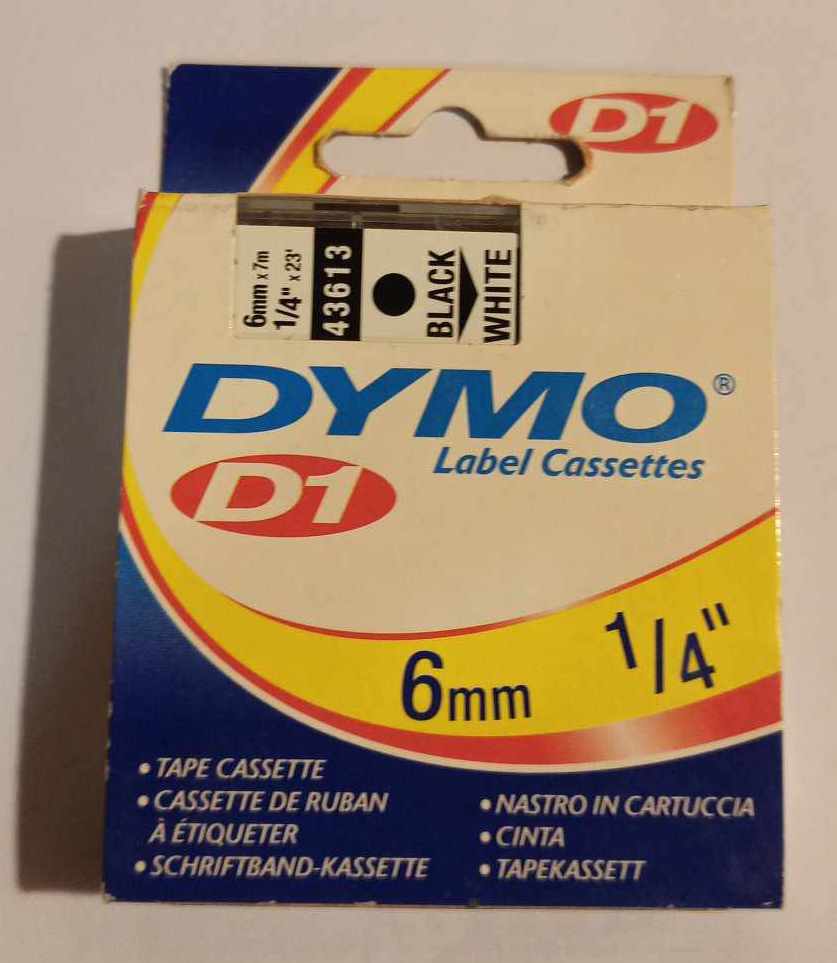 D1
6mm x 7m
1/4" x 23'
43613
BLACK
WHITE
DYMO®
Label Cassettes
D1
6mm 1/4"
• TAPE CASSETTE
• CASSETTE DE RUBAN
À ÉTIQUETER
• SCHRIFTBAND-KASSETTE
• NASTRO IN CARTUCCIA
• CINTA
• TAPEKASSETT